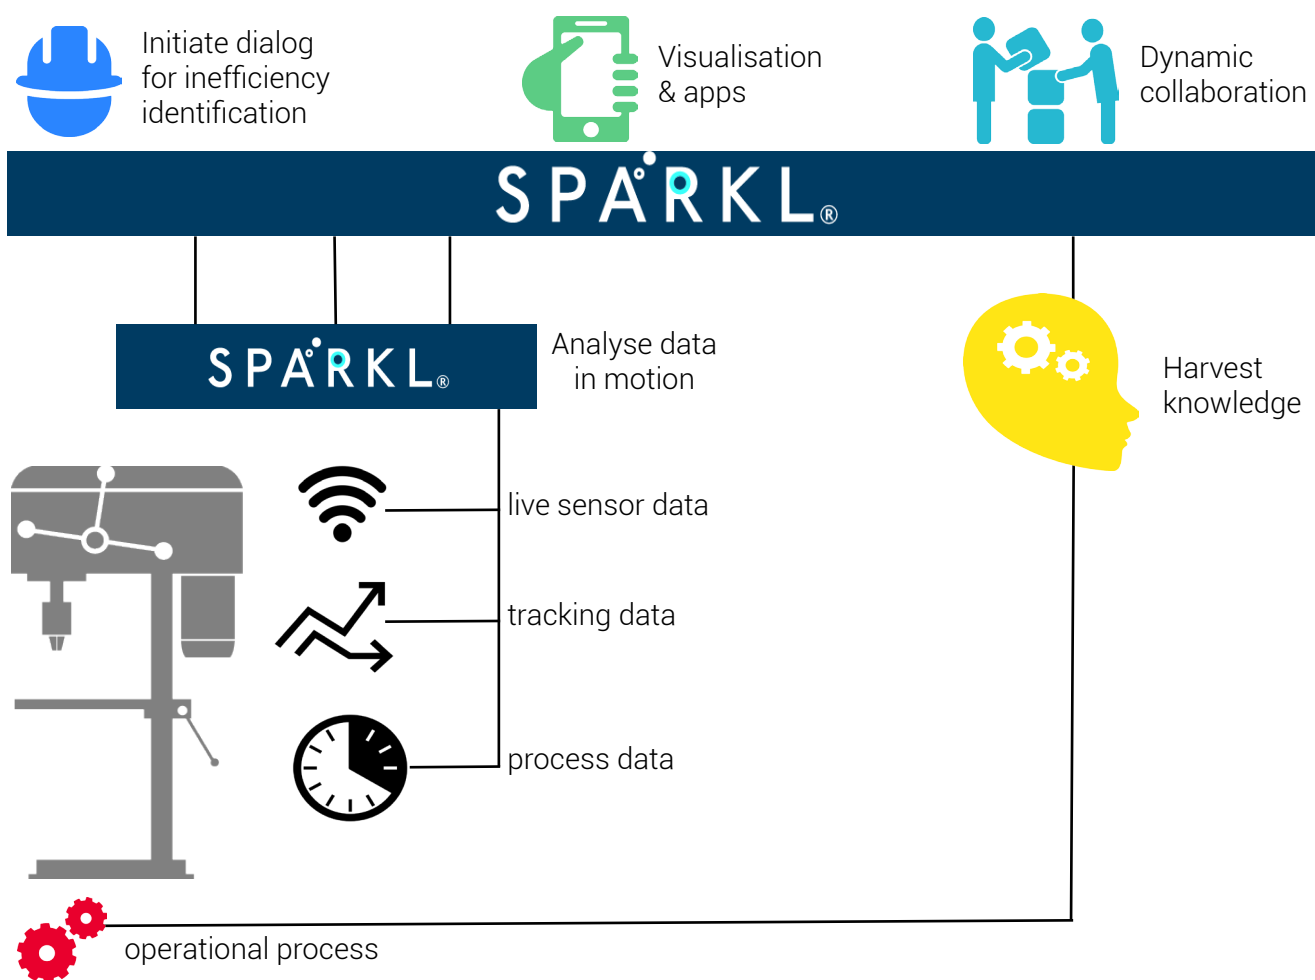 Initiate dialog
for inefficiency
identification
Visualisation
& apps
Dynamic
collaboration
SPARKL®
SPARKL®
Analyse data
in motion
Harvest
knowledge
live sensor data
tracking data
process data
operational process